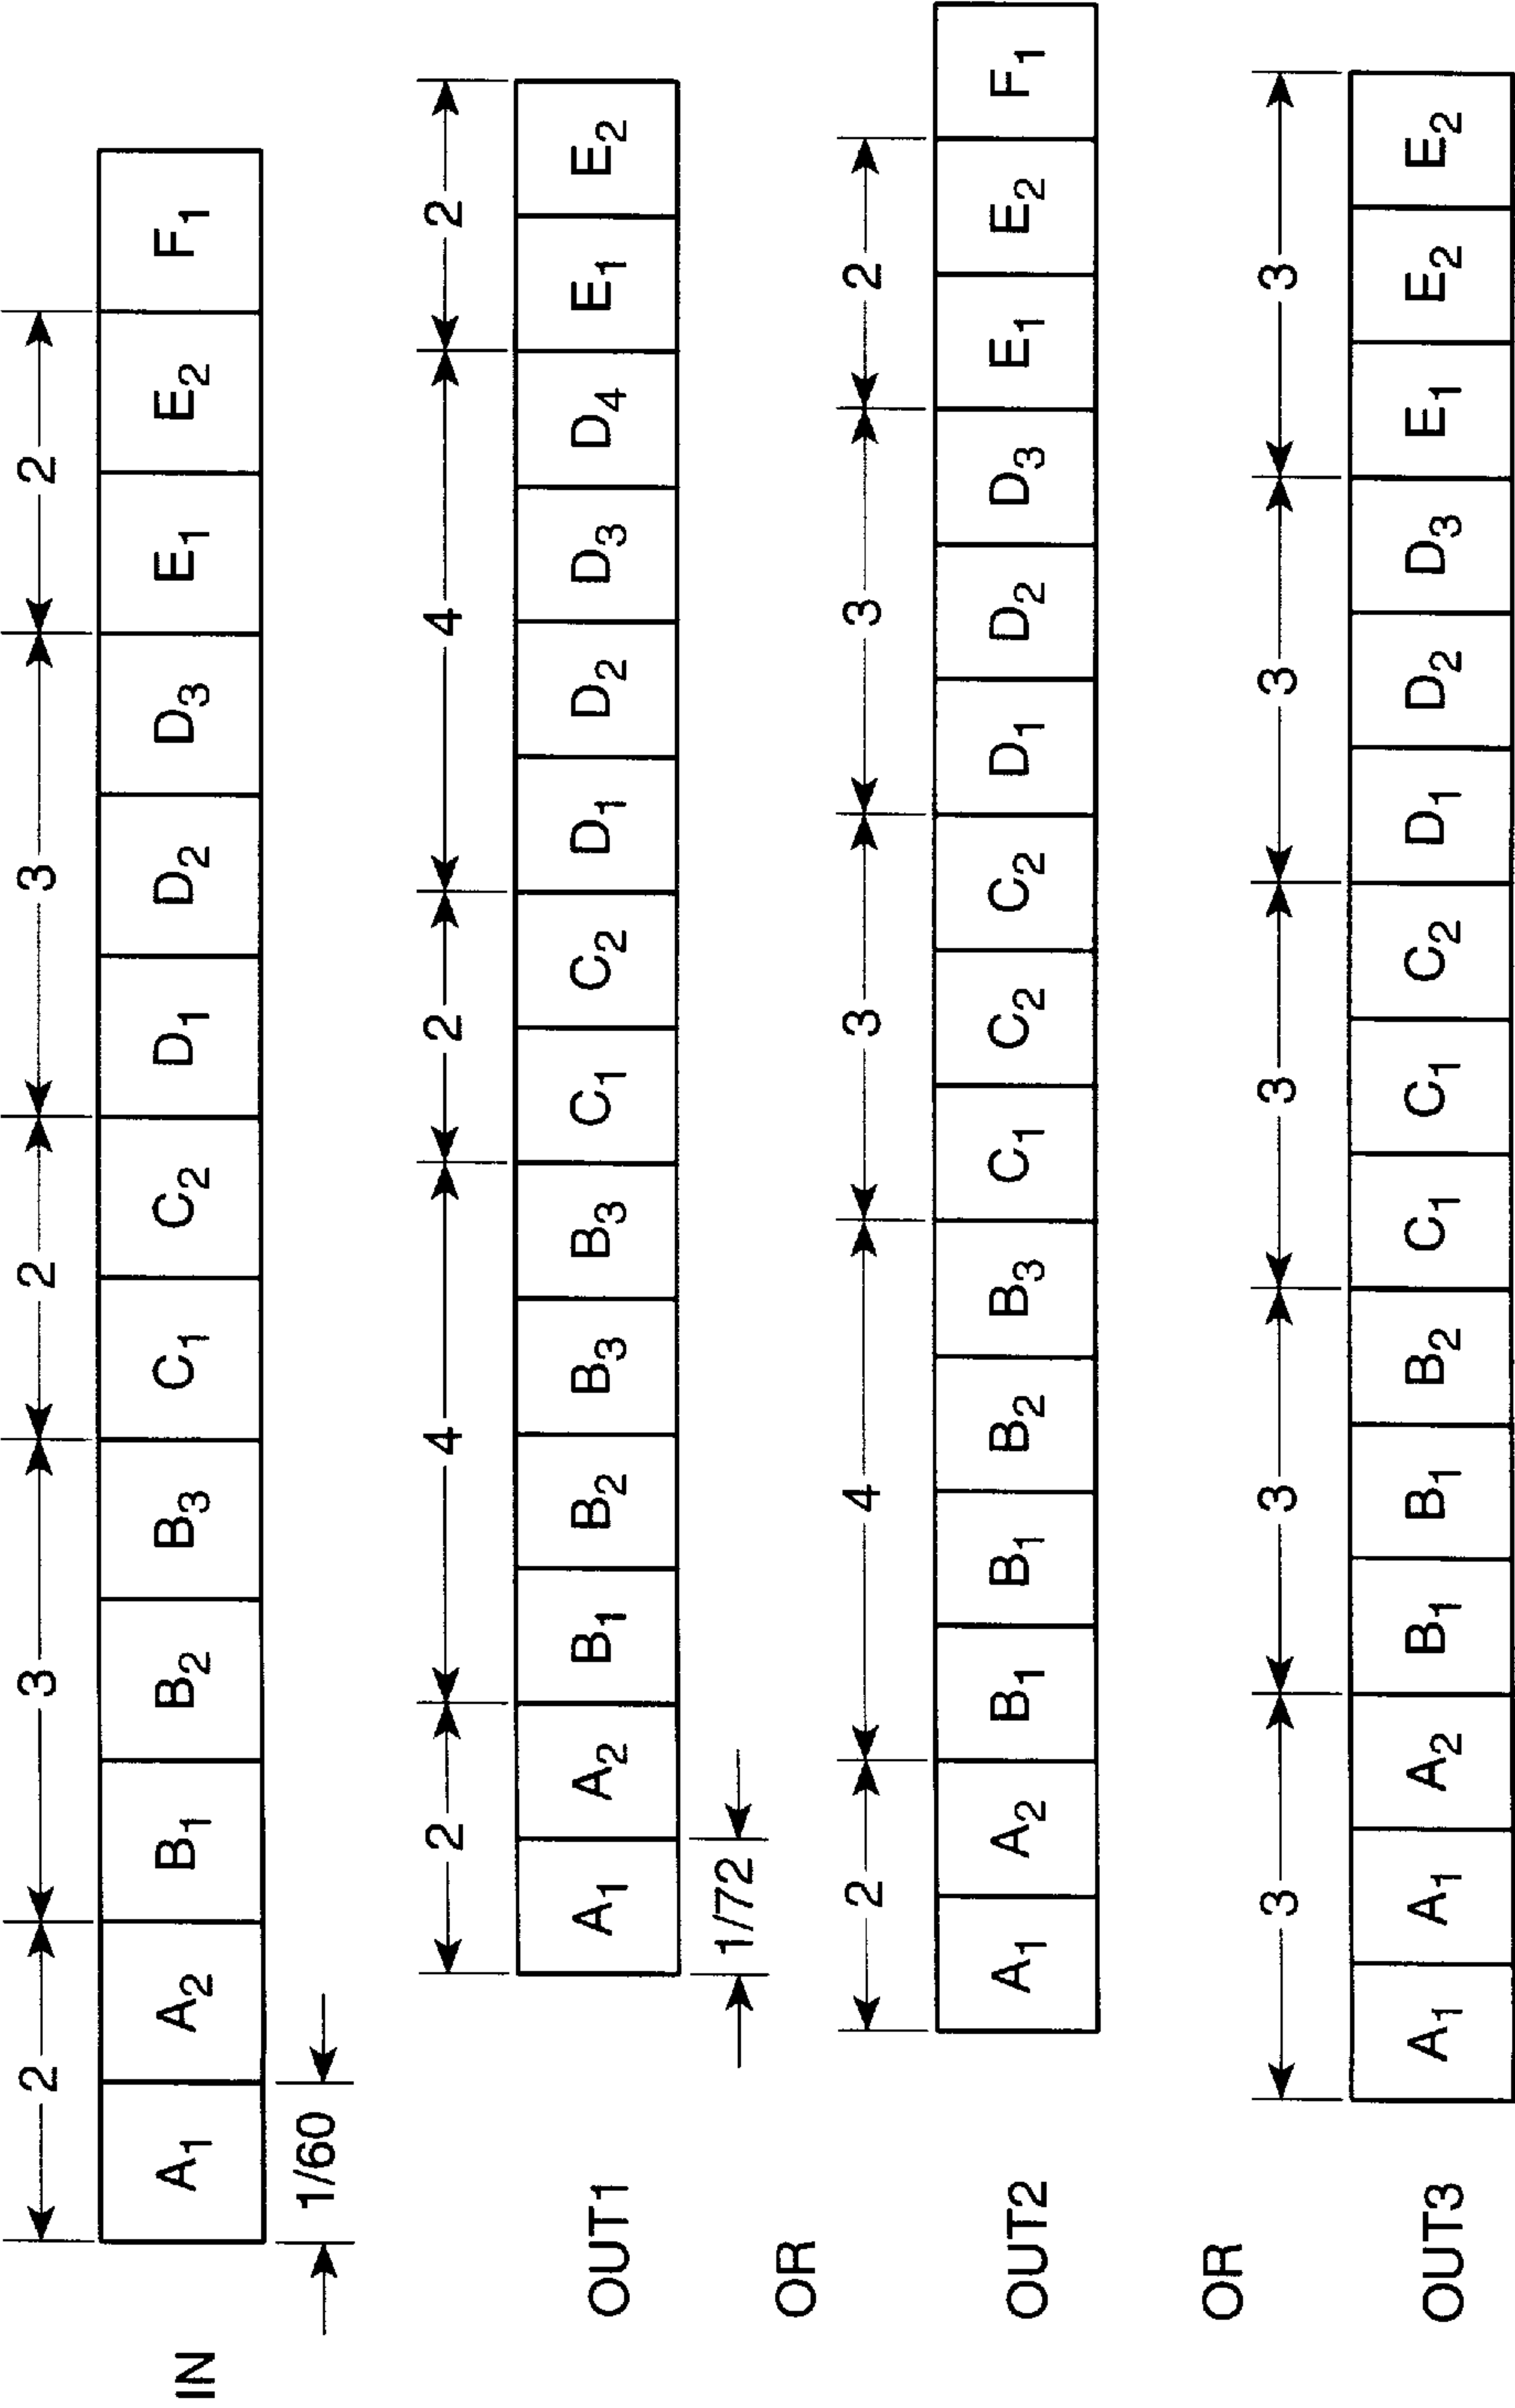 2 3 2 3 2
IN A₁ A₂ B₁ B₂ B₃ C₁ C₂ D₁ D₂ D₃ E₁ E₂ F₁
1/60
2 4 2 4 2
OUT1 A₁ A₂ B₁ B₂ B₃ B₃ C₁ C₂ D₁ D₂ D₃ D₄ E₁ E₂
1/72
OR
2 4 3 3 2
OUT2 A₁ A₂ B₁ B₁ B₂ B₃ C₁ C₂ C₂ D₁ D₂ D�3 E₁ E₂ F₁
OR
3 3 3 3 3
OUT3 A₁ A₁ A₂ B₁ B₁ B₂ C₁ C₁ C₂ D₁ D₂ D₃ E₁ E₂ E₂